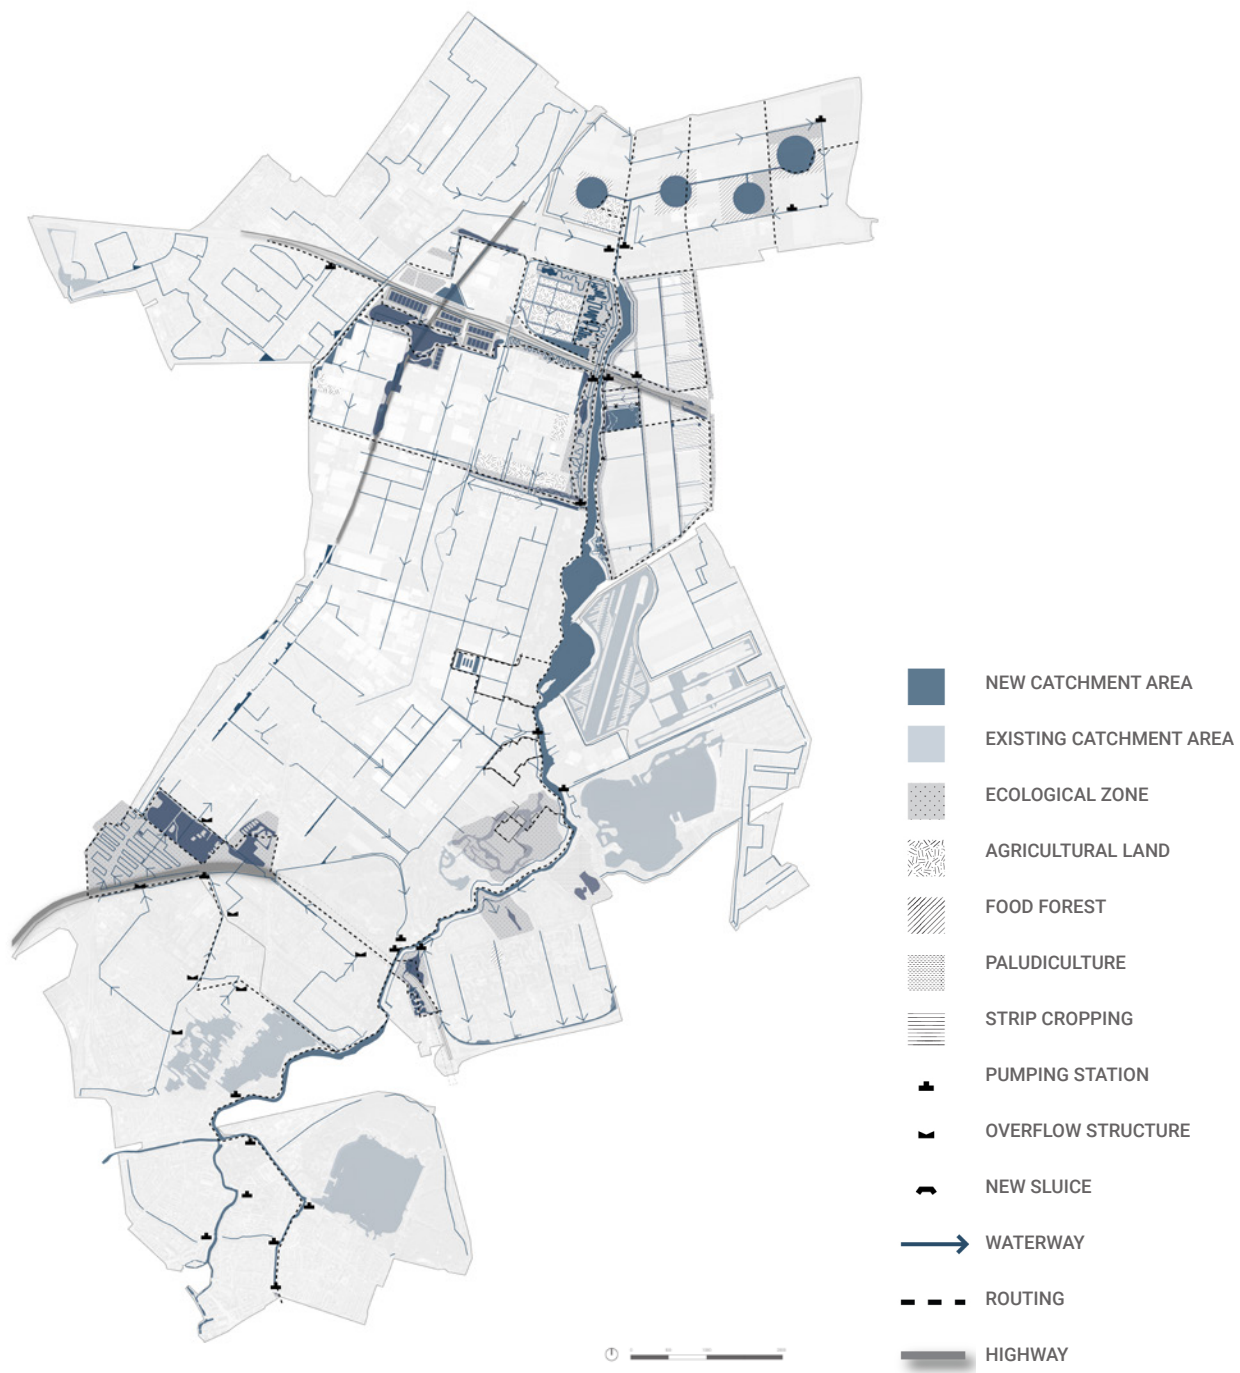 NEW CATCHMENT AREA
EXISTING CATCHMENT AREA
ECOLOGICAL ZONE
AGRICULTURAL LAND
FOOD FOREST
PALUDICULTURE
STRIP CROPPING
PUMPING STATION
OVERFLOW STRUCTURE
NEW SLUICE
WATERWAY
ROUTING
HIGHWAY